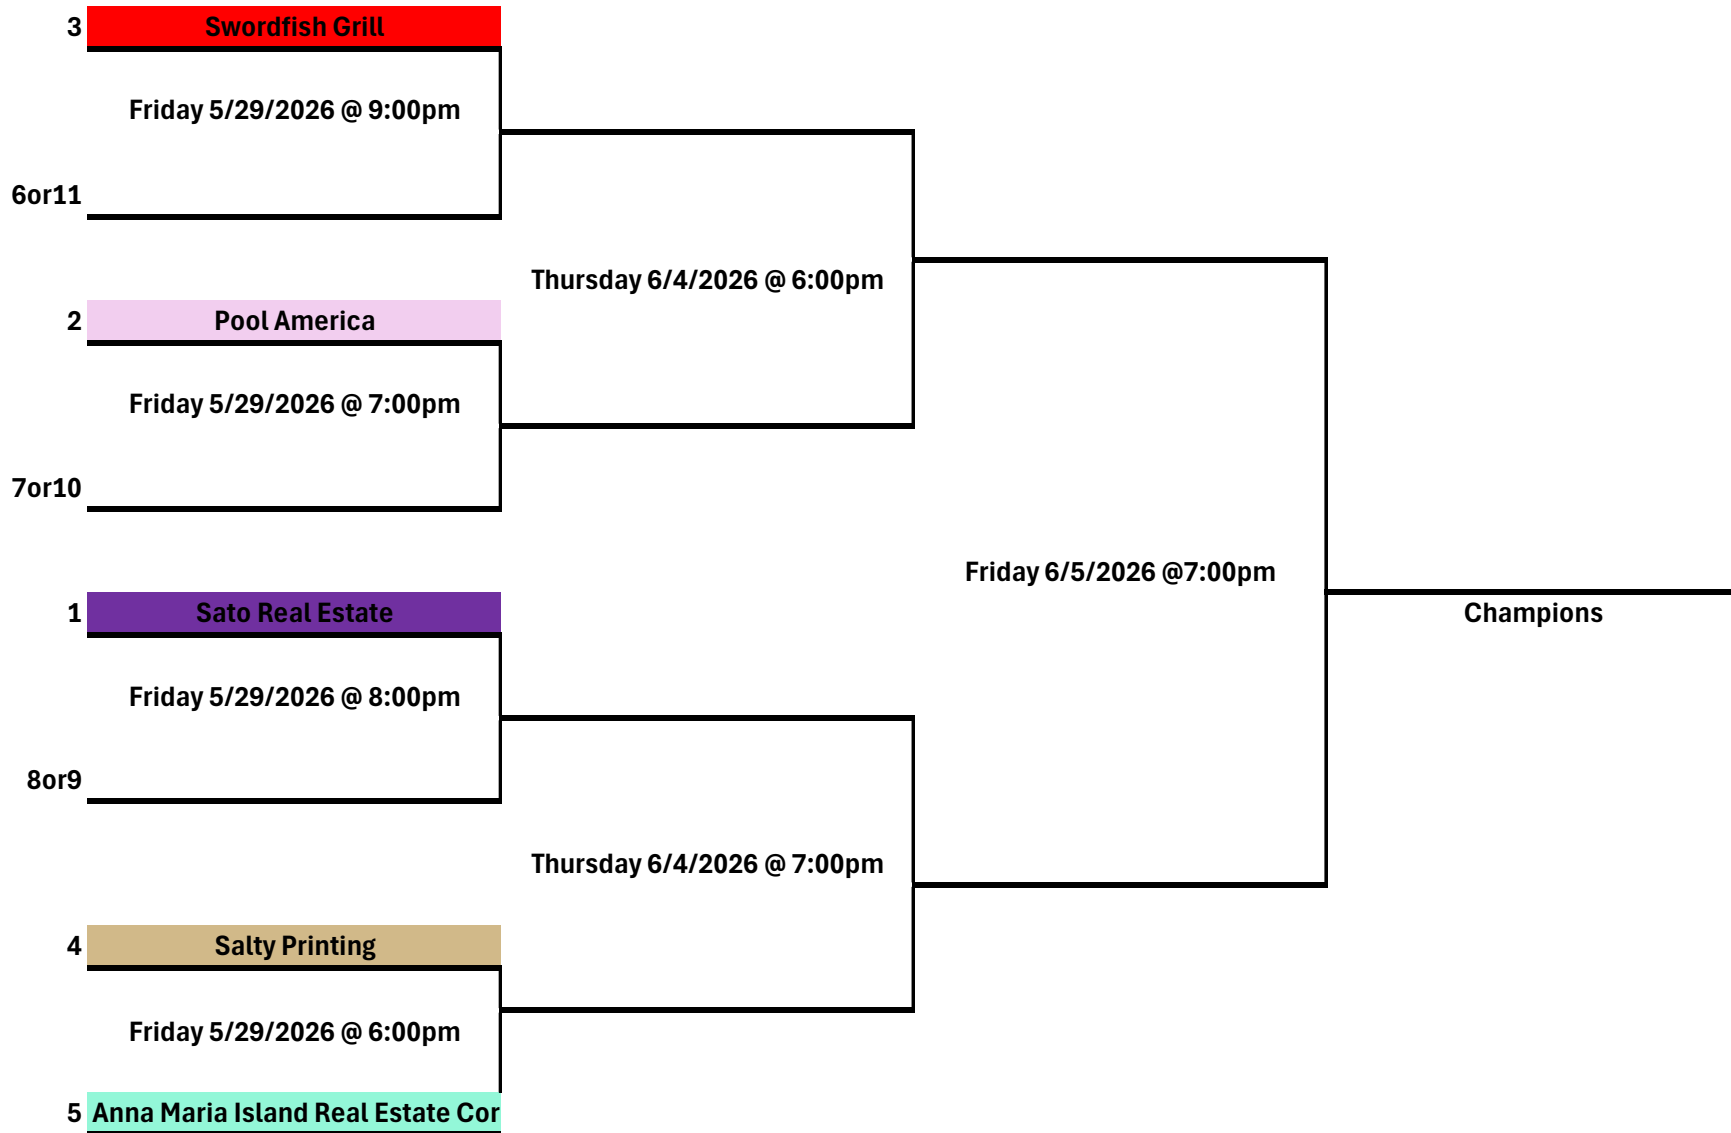 3 Swordfish Grill
Friday 5/29/2026 @ 9:00pm
6or11
Thursday 6/4/2026 @ 6:00pm
2 Pool America
Friday 5/29/2026 @ 7:00pm
7or10
Friday 6/5/2026 @7:00pm
1 Sato Real Estate
Champions
Friday 5/29/2026 @ 8:00pm
8or9
Thursday 6/4/2026 @ 7:00pm
4 Salty Printing
Friday 5/29/2026 @ 6:00pm
5 Anna Maria Island Real Estate Cor